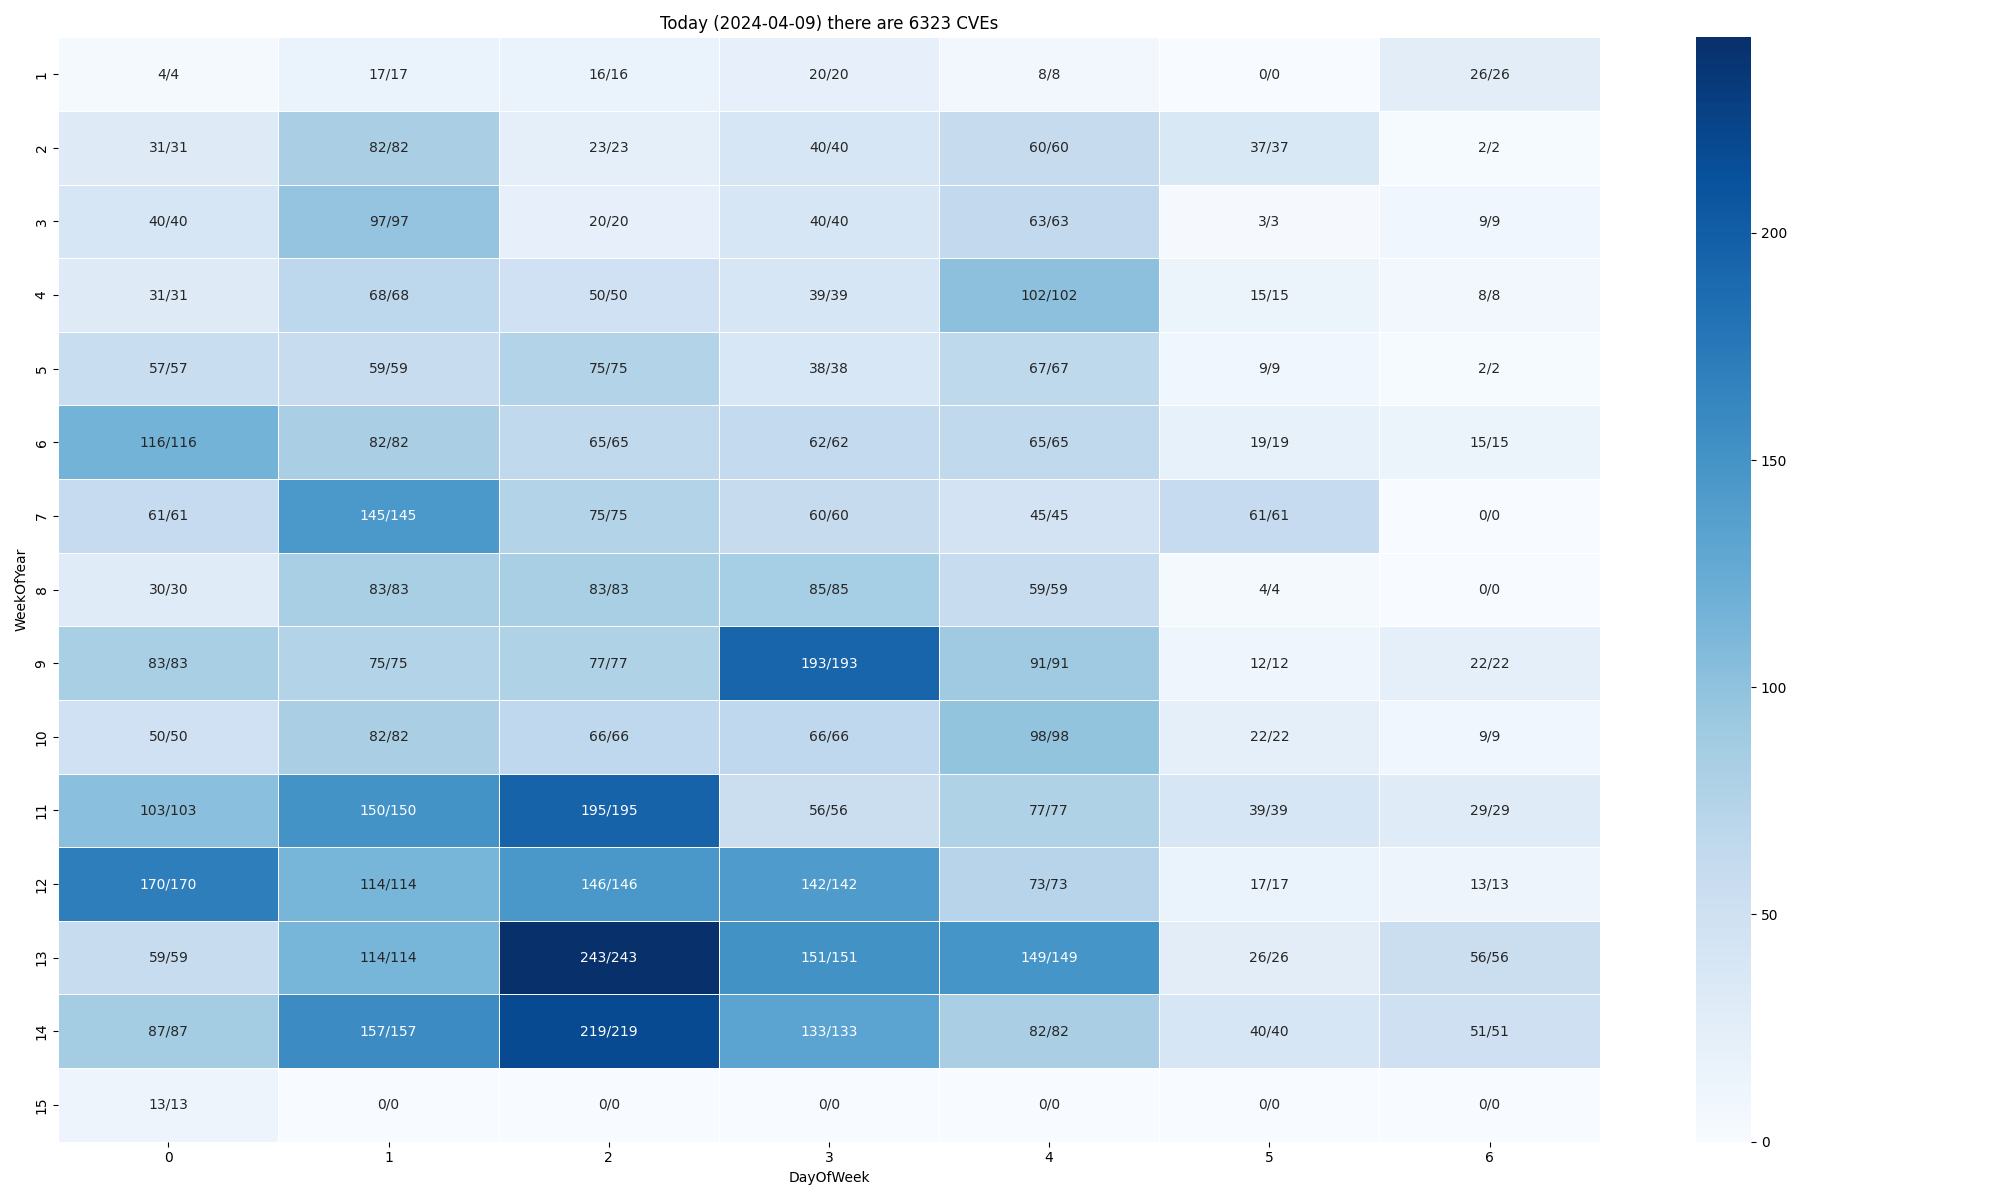 Today (2024-04-09) there are 6323 CVEs
1 4/4 17/17 16/16 20/20 8/8 0/0 26/26
2 31/31 82/82 23/23 40/40 60/60 37/37 2/2
3 40/40 97/97 20/20 40/40 63/63 3/3 9/9
4 31/31 68/68 50/50 39/39 102/102 15/15 8/8
5 57/57 59/59 75/75 38/38 67/67 9/9 2/2
6 116/116 82/82 65/65 62/62 65/65 19/19 15/15
7 61/61 145/145 75/75 60/60 45/45 61/61 0/0
8 30/30 83/83 83/83 85/85 59/59 4/4 0/0
9 83/83 75/75 77/77 193/193 91/91 12/12 22/22
10 50/50 82/82 66/66 66/66 98/98 22/22 9/9
11 103/103 150/150 195/195 56/56 77/77 39/39 29/29
12 170/170 114/114 146/146 142/142 73/73 17/17 13/13
13 59/59 114/114 243/243 151/151 149/149 26/26 56/56
14 87/87 157/157 219/219 133/133 82/82 40/40 51/51
15 13/13 0/0 0/0 0/0 0/0 0/0 0/0
0 1 2 3 4 5 6
DayOfWeek
WeekOfYear
200
150
100
50
0